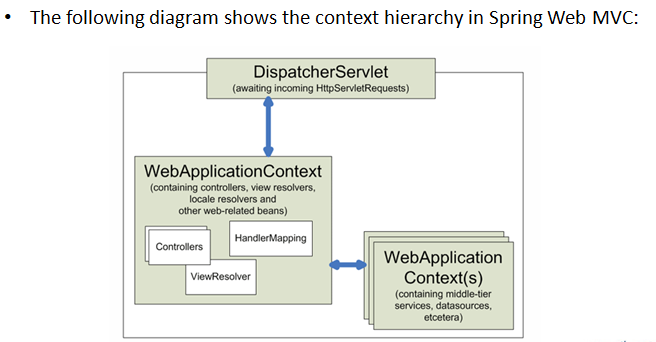 • The following diagram shows the context hierarchy in Spring Web MVC:
DispatcherServlet
(awaiting incoming HttpServletRequests)
WebApplicationContext
(containing controllers, view resolvers,
locale resolvers and
other web-related beans)
Controllers
HandlerMapping
ViewResolver
WebApplication
Context(s)
(containing middle-tier
services, datasources,
etcetera)